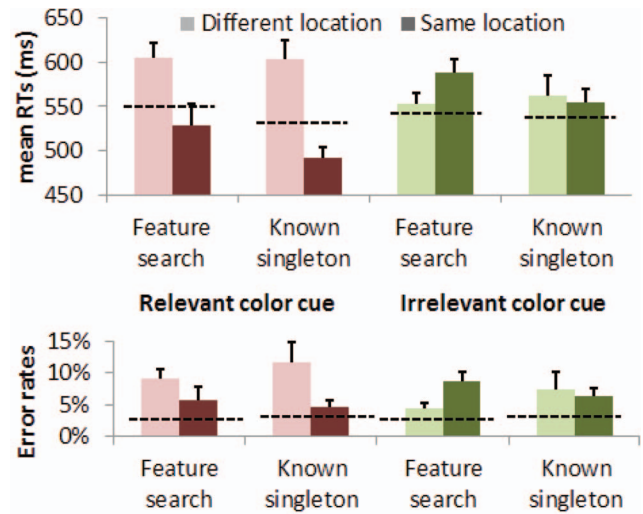 650
600
550
500
450
mean RTs (ms)
Different location
Same location
Feature search
Known singleton
Feature search
Known singleton
Relevant color cue
Irrelevant color cue
15%
10%
5%
0%
Error rates
Feature search
Known singleton
Feature search
Known singleton